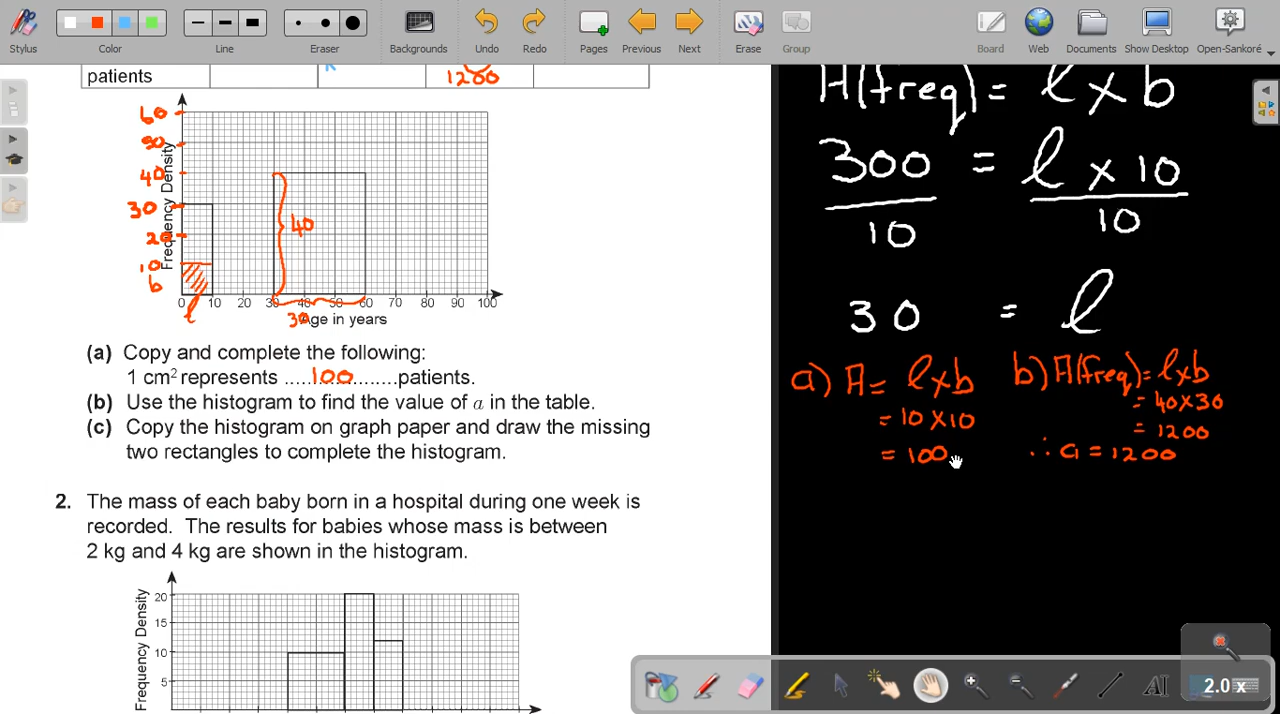 Stylus Color Line Eraser Backgrounds Undo Redo Pages Previous Next Erase Group Board Web Documents Show Desktop Open-Sankoré
patients 1200
Frequency Density
60
50
40
30
20
10
0
b
40
30
0 10 20 30 40 50 60 70 80 90 100
l
Age in years
(a) Copy and complete the following:
1 cm² represents .....100........patients.
(b) Use the histogram to find the value of a in the table.
(c) Copy the histogram on graph paper and draw the missing
two rectangles to complete the histogram.
2. The mass of each baby born in a hospital during one week is
recorded. The results for babies whose mass is between
2 kg and 4 kg are shown in the histogram.
Frequency Density
20
15
10
5
A(freq) = l x b
300 = l x 10
10 10
30 = l
a) A = l x b
= 10 x 10
= 100
b) A(freq) = l x b
= 40 x 30
= 1200
∴ a = 1200
2.0 x